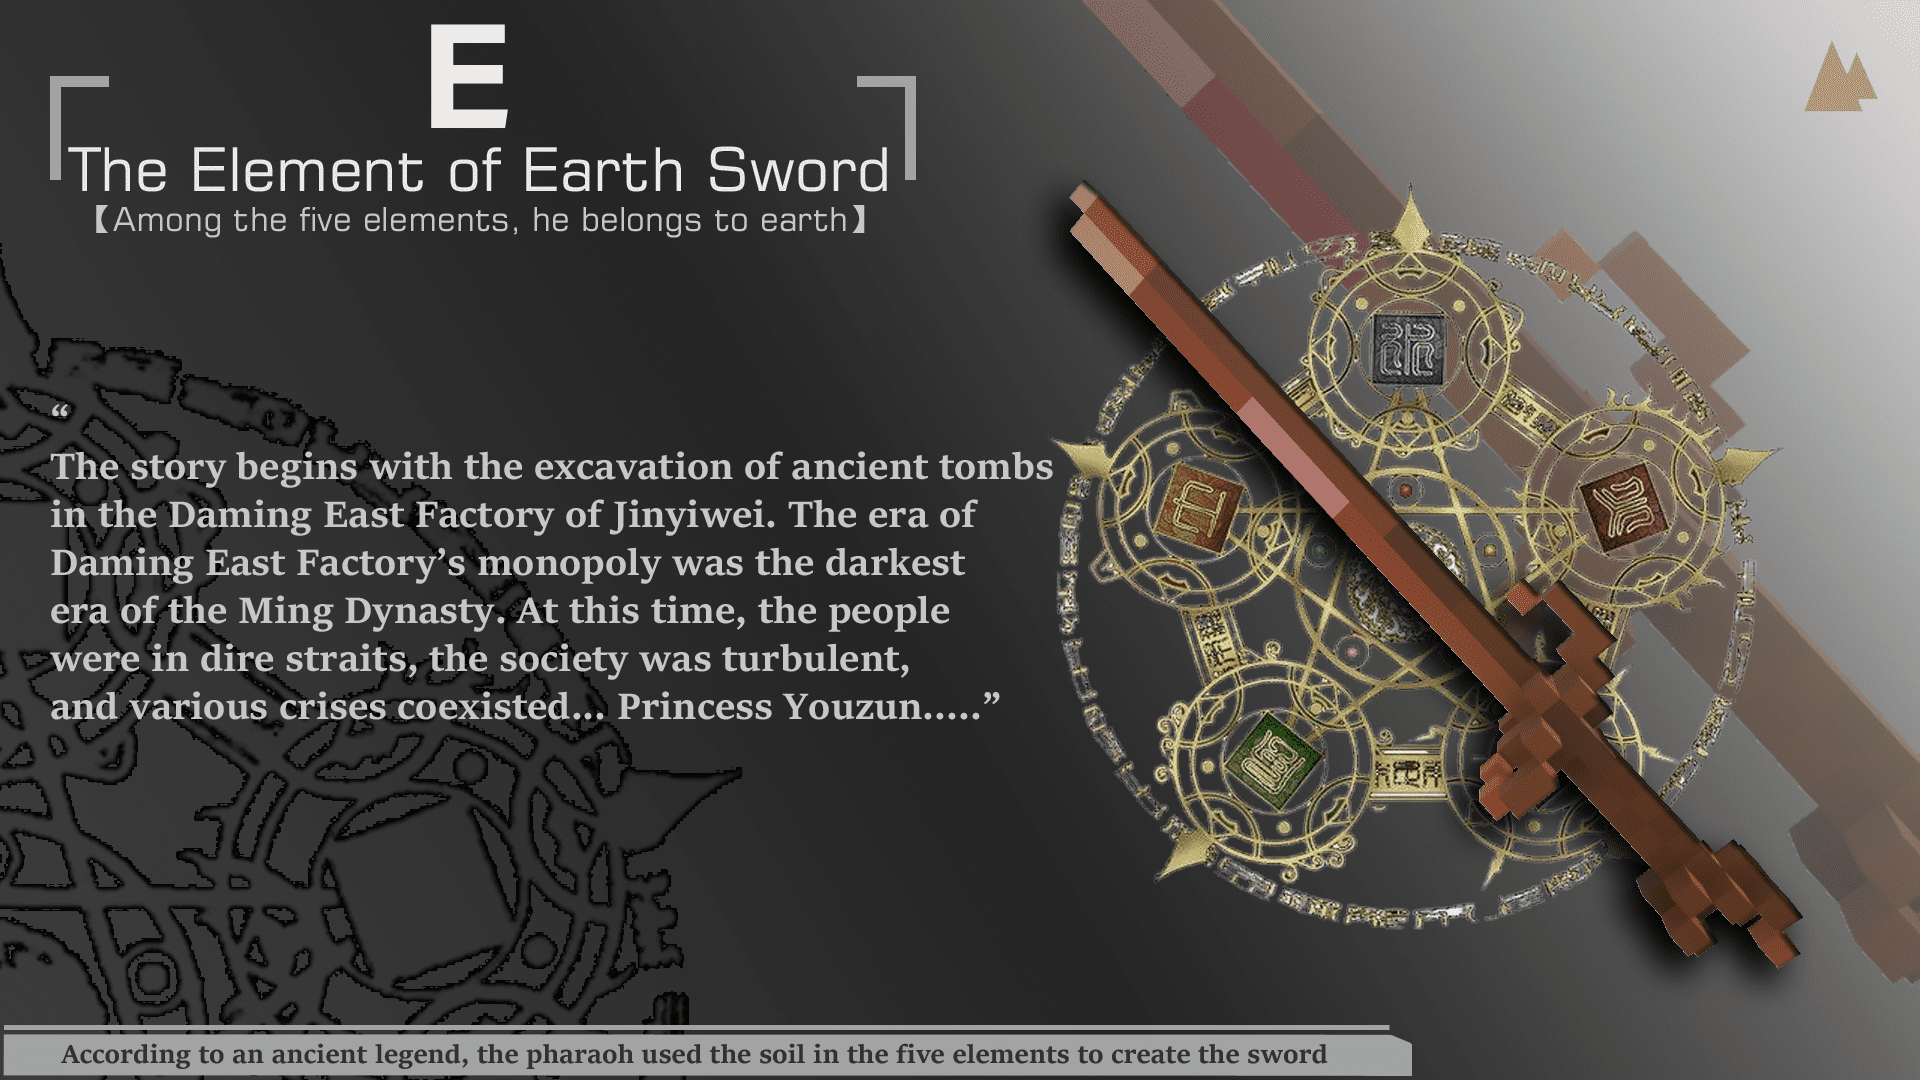 E
The Element of Earth Sword
【Among the five elements, he belongs to earth】
“
The story begins with the excavation of ancient tombs
in the Daming East Factory of Jinyiwei. The era of
Daming East Factory’s monopoly was the darkest
era of the Ming Dynasty. At this time, the people
were in dire straits, the society was turbulent,
and various crises coexisted... Princess Youzun.....”
According to an ancient legend, the pharaoh used the soil in the five elements to create the sword